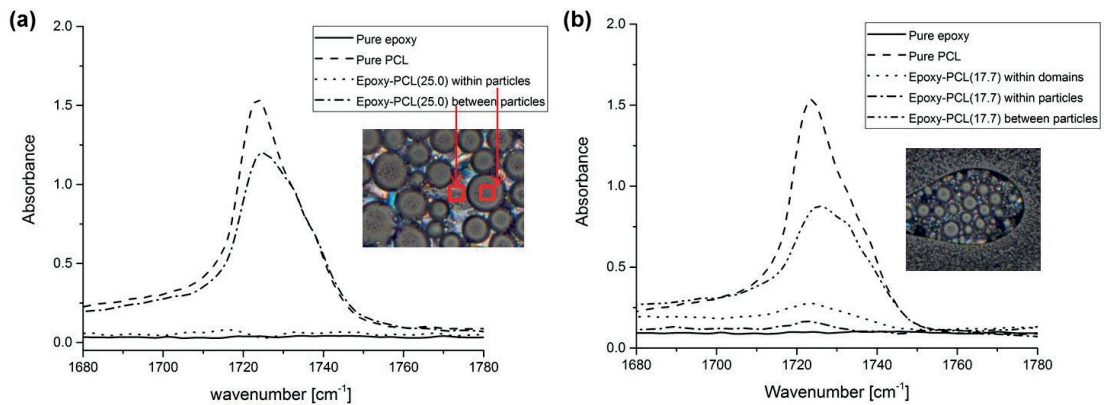 (a)
2.0
1.5
1.0
0.5
0.0
Absorbance
Pure epoxy
Pure PCL
Epoxy-PCL(25.0) within particles
Epoxy-PCL(25.0) between particles
1680 1700 1720 1740 1760 1780
wavenumber [cm⁻¹]
(b)
2.0
1.5
1.0
0.5
0.0
Absorbance
Pure epoxy
Pure PCL
Epoxy-PCL(17.7) within domains
Epoxy-PCL(17.7) within particles
Epoxy-PCL(17.7) between particles
1680 1700 1720 1740 1760 1780
Wavenumber [cm⁻¹]